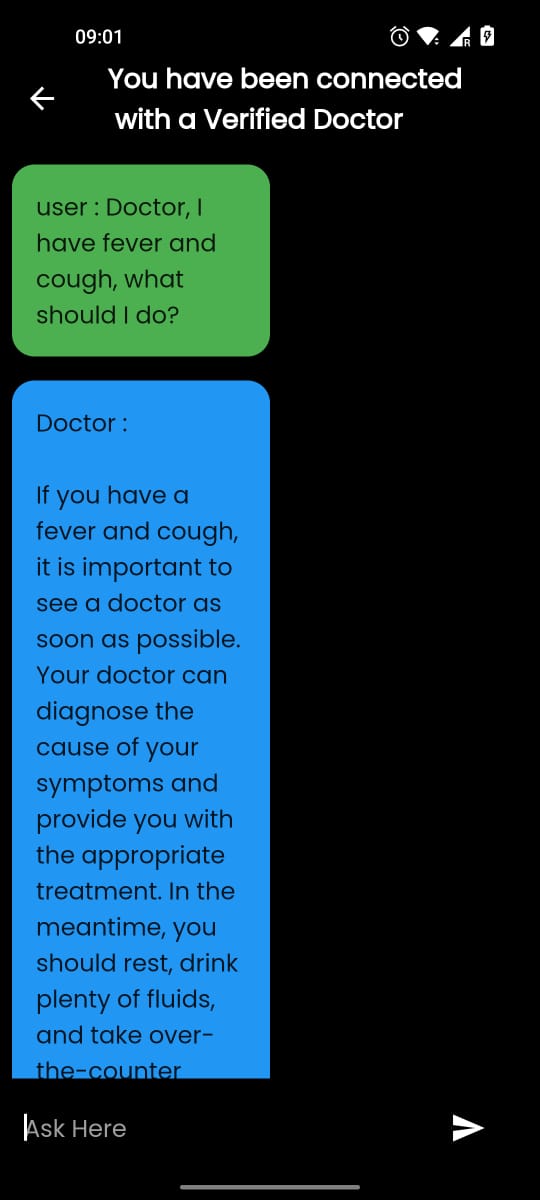 09:01
R
You have been connected
with a Verified Doctor
user : Doctor, I
have fever and
cough, what
should I do?
Doctor :
If you have a
fever and cough,
it is important to
see a doctor as
soon as possible.
Your doctor can
diagnose the
cause of your
symptoms and
provide you with
the appropriate
treatment. In the
meantime, you
should rest, drink
plenty of fluids,
and take over-
the-counter
Ask Here